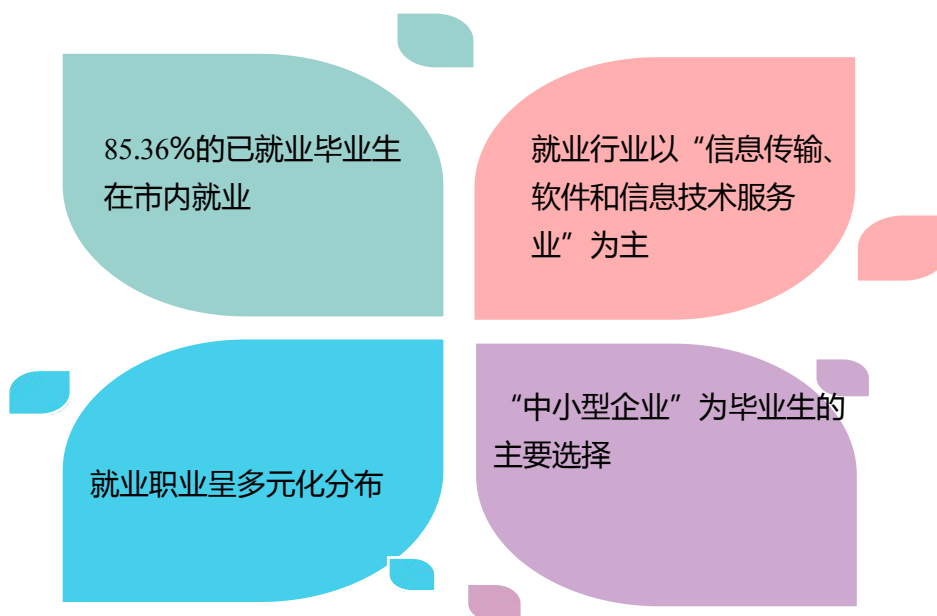 85.36%的已就业毕业生
在市内就业
就业行业以“信息传输、
软件和信息技术服务
业”为主
就业职业呈多元化分布
“中小型企业”为毕业生的
主要选择